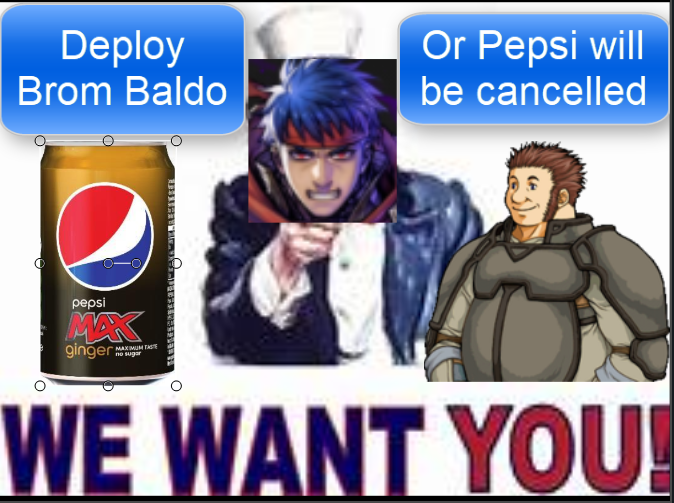 Deploy
Brom Baldo
Or Pepsi will
be cancelled
pepsi
MAX
ginger
MAXIMUM TASTE
no sugar
WE WANT YOU!